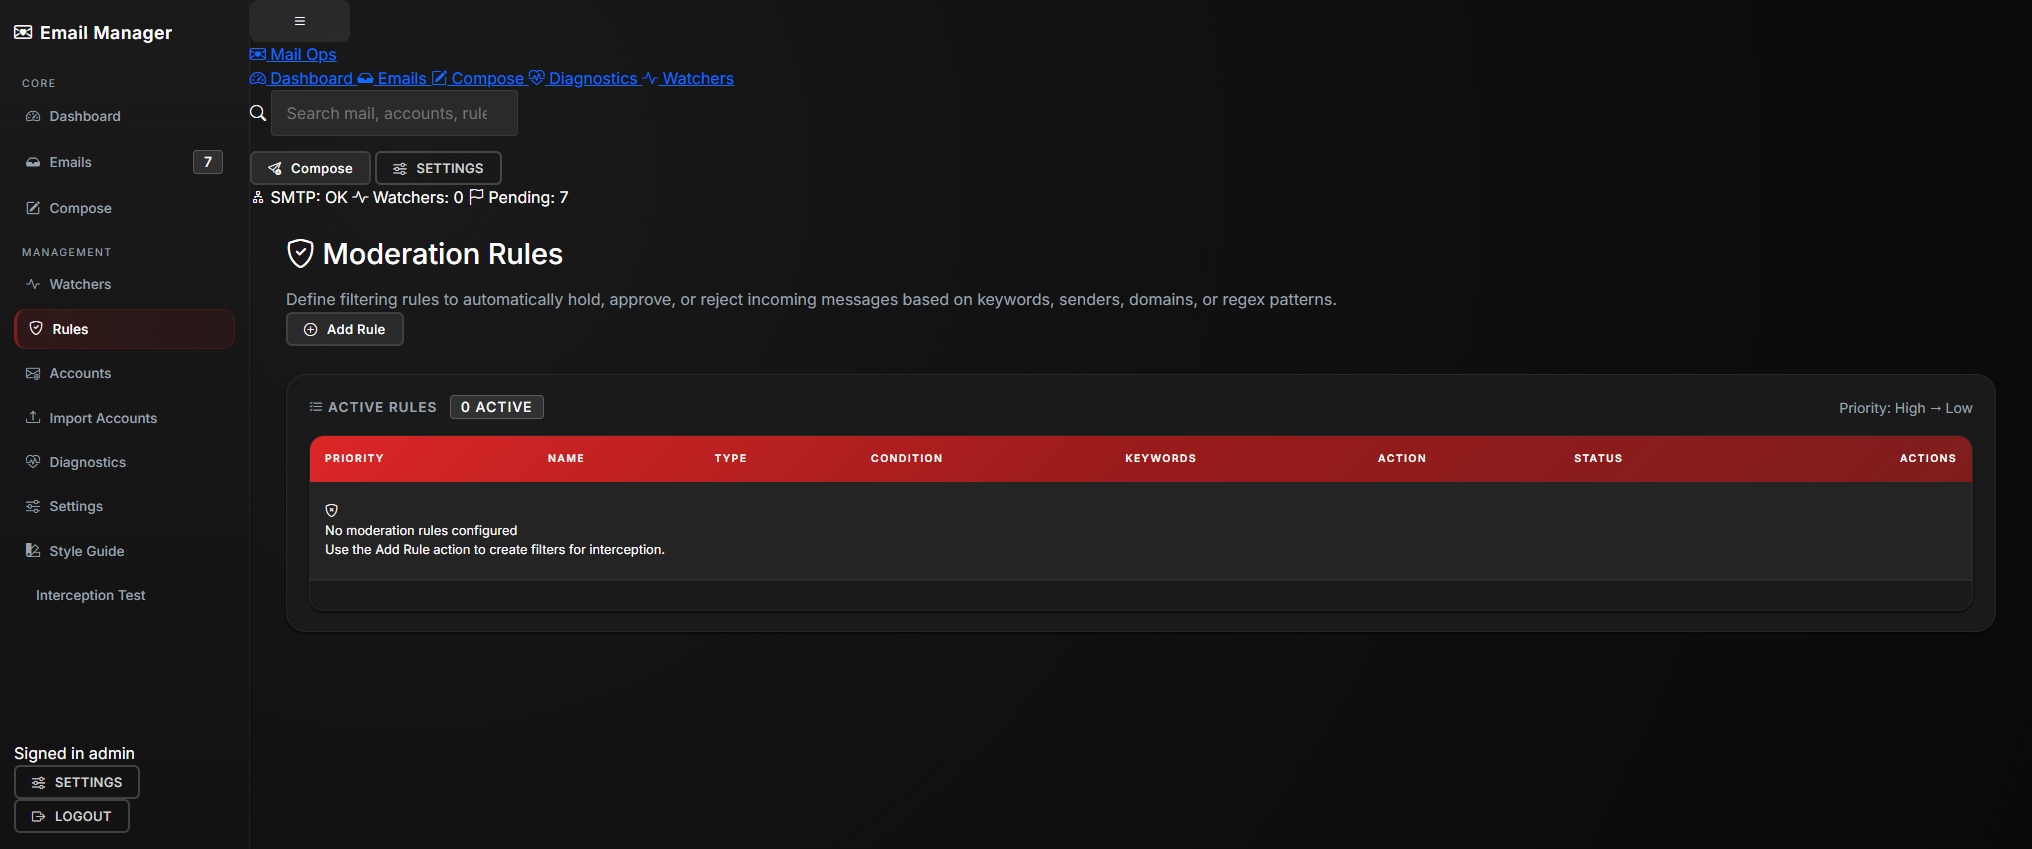 Email Manager
CORE
Dashboard
Emails 7
Compose
MANAGEMENT
Watchers
Rules
Accounts
Import Accounts
Diagnostics
Settings
Style Guide
Interception Test
Signed in admin
SETTINGS
LOGOUT
Mail Ops
Dashboard Emails Compose Diagnostics Watchers
Search mail, accounts, rule
Compose SETTINGS
SMTP: OK Watchers: 0 Pending: 7
Moderation Rules
Define filtering rules to automatically hold, approve, or reject incoming messages based on keywords, senders, domains, or regex patterns.
Add Rule
ACTIVE RULES 0 ACTIVE Priority: High → Low
PRIORITY NAME TYPE CONDITION KEYWORDS ACTION STATUS ACTIONS
No moderation rules configured
Use the Add Rule action to create filters for interception.